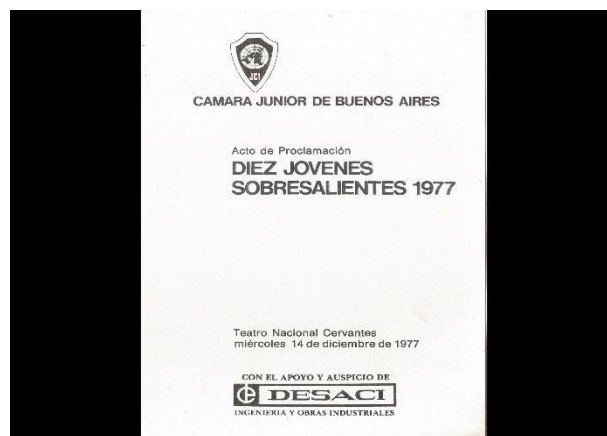 JCI
CAMARA JUNIOR DE BUENOS AIRES
Acto de Proclamación
DIEZ JOVENES
SOBRESALIENTES 1977
Teatro Nacional Cervantes
miércoles 14 de diciembre de 1977
CON EL APOYO Y AUSPICIO DE
DESACI
INGENIERIA Y OBRAS INDUSTRIALES